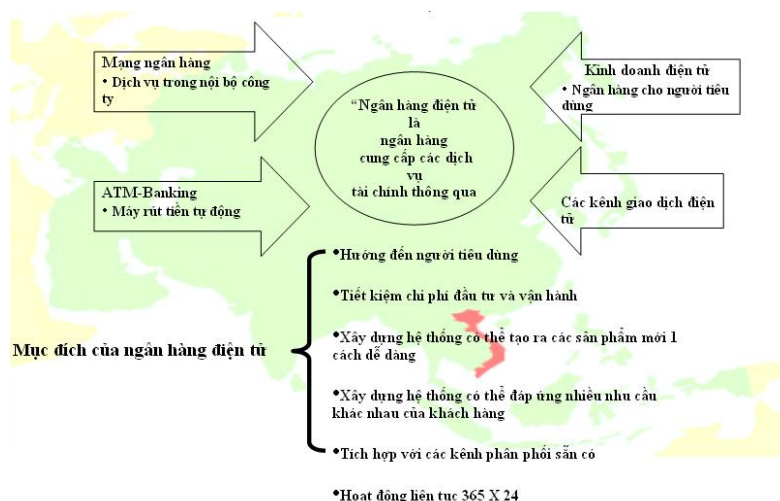 Mạng ngân hàng
• Dịch vụ trong nội bộ công
ty
Kinh doanh điện tử
• Ngân hàng cho người tiêu
dùng
“Ngân hàng điện tử
là
ngân hàng
cung cấp các dịch
vụ
tài chính thông qua
ATM-Banking
• Máy rút tiền tự động
Các kênh giao dịch điện
tử
Mục đích của ngân hàng điện tử
•Hướng đến người tiêu dùng
•Tiết kiệm chi phí đầu tư và vận hành
•Xây dựng hệ thống có thể tạo ra các sản phẩm mới 1
cách dễ dàng
•Xây dựng hệ thống có thể đáp ứng nhiều nhu cầu
khác nhau của khách hàng
•Tích hợp với các kênh phân phối sẵn có
•Hoạt động liên tục 365 X 24